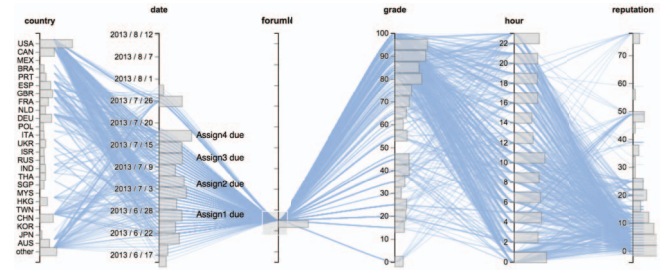 country
date
forumId
grade
hour
reputation
USA
CAN
MEX
BRA
PRT
ESP
GBR
FRA
NLD
DEU
POL
ITA
UKR
ISR
RUS
IND
THA
SGP
MYS
HKG
TWN
CHN
KOR
JPN
AUS
other
2013 / 8 / 12
2013 / 8 / 7
2013 / 8 / 1
2013 / 7 / 26
2013 / 7 / 20
2013 / 7 / 15
2013 / 7 / 9
2013 / 7 / 3
2013 / 6 / 28
2013 / 6 / 22
2013 / 6 / 17
Assign4 due
Assign3 due
Assign2 due
Assign1 due
100
90
80
70
60
50
40
30
20
10
0
22
20
18
16
14
12
10
8
6
4
2
0
70
60
50
40
30
20
10
0